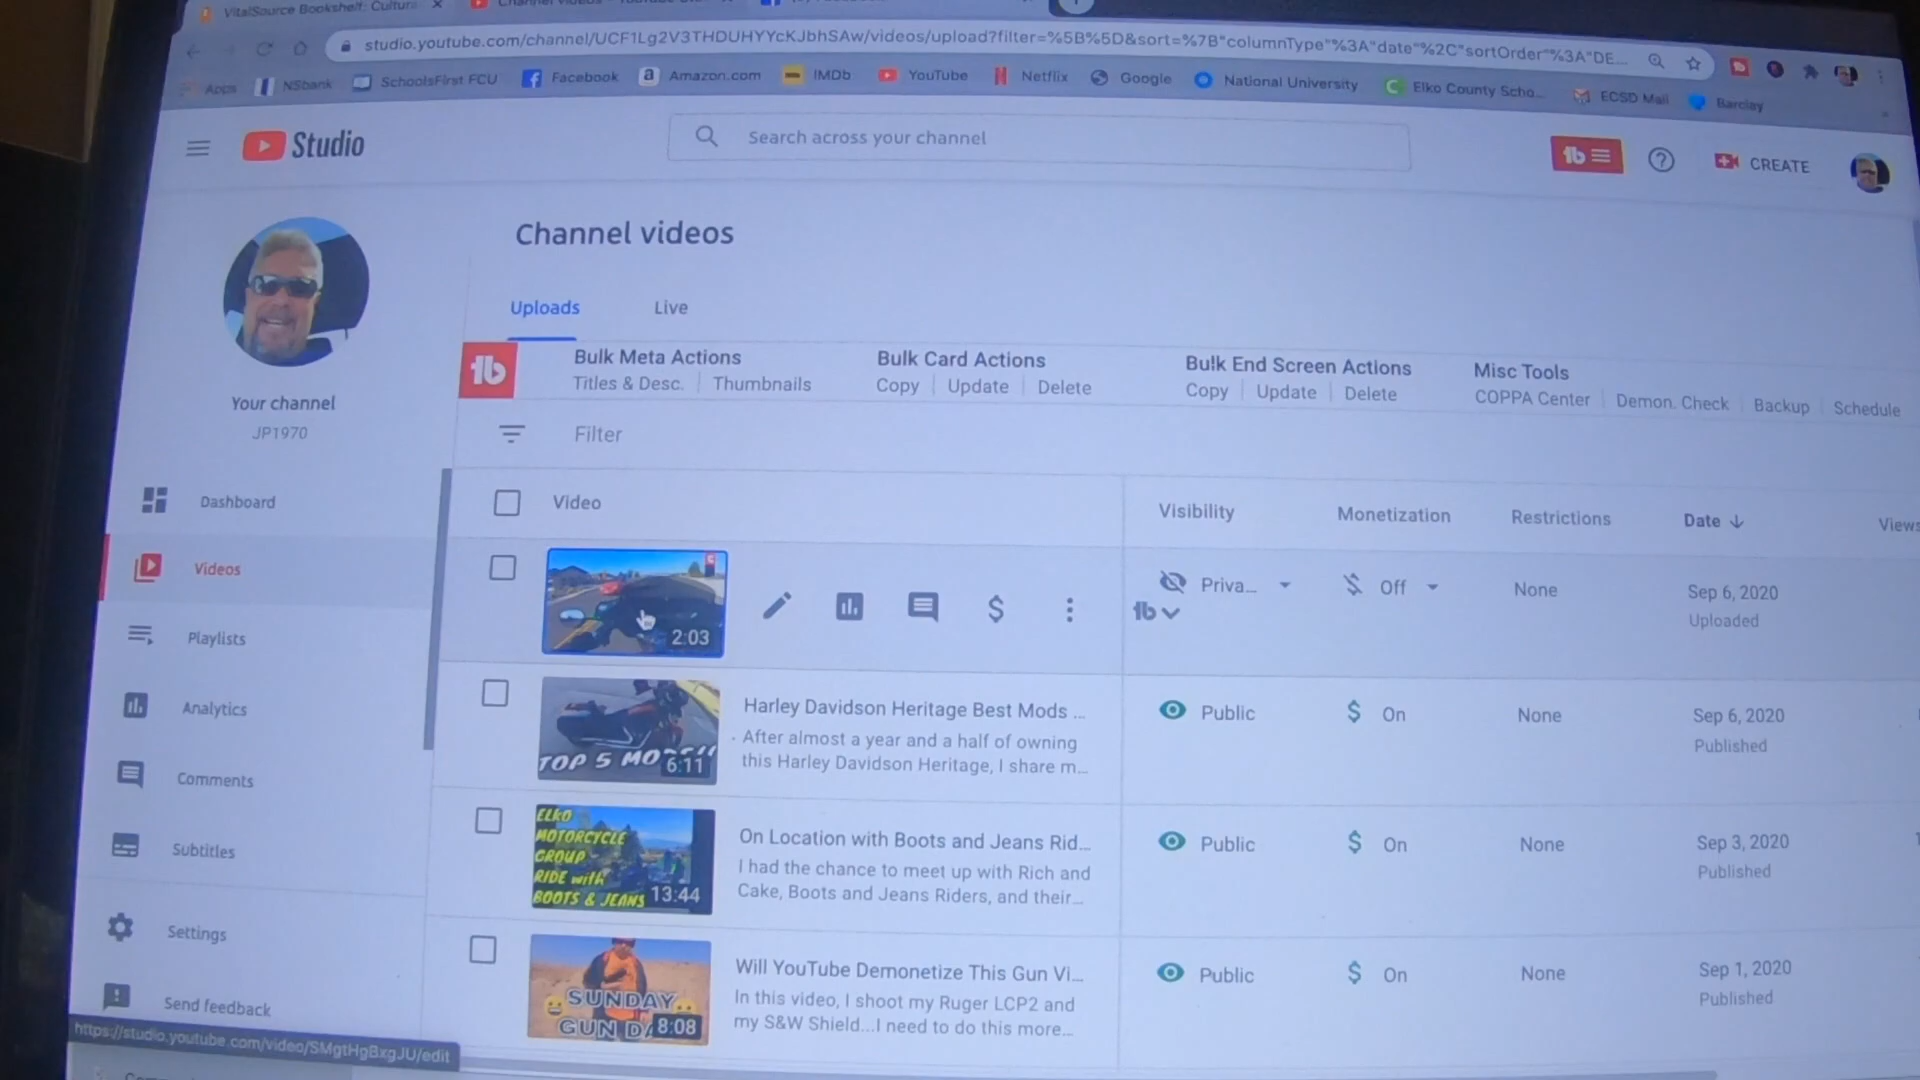 VitalSource Bookshelf: Cultur
studio.youtube.com/channel/UCF1Lg2V3THDUHYYcKJbhSAw/videos/upload?filter=%5B%5D&sort=%7B"columnType"%3A"date"%2C"sortOrder"%3A"DE...
Apps NSbank SchoolsFirst FCU Facebook Amazon.com IMDb YouTube Netflix Google National University Elko County Scho... ECSD Mail Barclay
Studio
Search across your channel
CREATE
Channel videos
Uploads Live
Bulk Meta Actions Bulk Card Actions Bulk End Screen Actions Misc Tools
Titles & Desc. Thumbnails Copy Update Delete Copy Update Delete COPPA Center Demon. Check Backup Schedule
Your channel
JP1970
Filter
Dashboard
Videos
Playlists
Analytics
Comments
Subtitles
Settings
Send feedback
Video Visibility Monetization Restrictions Date Views
2:03
Priva... Off None Sep 6, 2020
Uploaded
TOP 5 MO
6:11
Harley Davidson Heritage Best Mods ...
After almost a year and a half of owning
this Harley Davidson Heritage, I share m...
Public $ On None Sep 6, 2020
Published
ELKO
MOTORCYCLE
GROUP
RIDE with
BOOTS & JEANS
13:44
On Location with Boots and Jeans Rid...
I had the chance to meet up with Rich and
Cake, Boots and Jeans Riders, and their...
Public $ On None Sep 3, 2020
Published
SUNDAY
GUN DA
8:08
Will YouTube Demonetize This Gun Vi...
In this video, I shoot my Ruger LCP2 and
my S&W Shield...I need to do this more...
Public $ On None Sep 1, 2020
Published
https://studio.youtube.com/video/SMgtHgBxgJU/edit